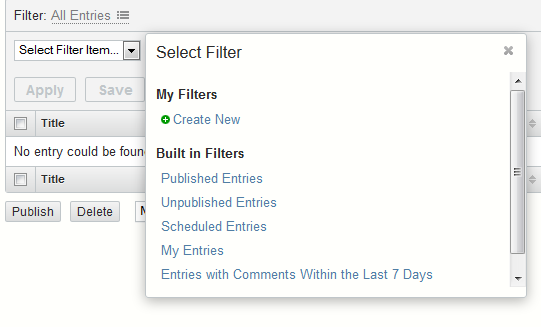 Filter: All Entries
Select Filter Item...
Apply Save
Title
No entry could be foun
Title
Publish Delete M
Select Filter
My Filters
Create New
Built in Filters
Published Entries
Unpublished Entries
Scheduled Entries
My Entries
Entries with Comments Within the Last 7 Days